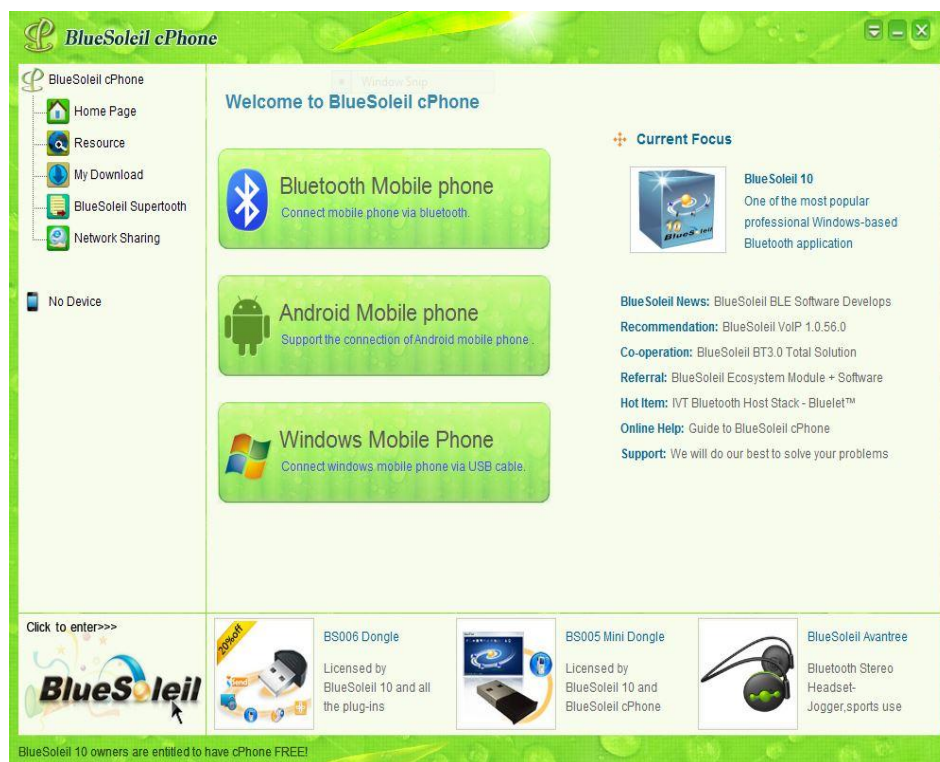 BlueSoleil cPhone
BlueSoleil cPhone
Home Page
Resource
My Download
BlueSoleil Supertooth
Network Sharing
No Device
Window Snip
Welcome to BlueSoleil cPhone
Bluetooth Mobile phone
Connect mobile phone via bluetooth.
Android Mobile phone
Support the connection of Android mobile phone .
Windows Mobile Phone
Connect windows mobile phone via USB cable.
Current Focus
10
BlueSoleil
BlueSoleil 10
One of the most popular
professional Windows-based
Bluetooth application
BlueSoleil News: BlueSoleil BLE Software Develops
Recommendation: BlueSoleil VoIP 1.0.56.0
Co-operation: BlueSoleil BT3.0 Total Solution
Referral: BlueSoleil Ecosystem Module + Software
Hot Item: IVT Bluetooth Host Stack - Bluelet™
Online Help: Guide to BlueSoleil cPhone
Support: We will do our best to solve your problems
Click to enter>>>
BlueSoleil
20%off
Send
BS006 Dongle
Licensed by
BlueSoleil 10 and all
the plug-ins
BS005 Mini Dongle
Licensed by
BlueSoleil 10 and
BlueSoleil cPhone
BlueSoleil Avantree
Bluetooth Stereo
Headset-
Jogger,sports use
BlueSoleil 10 owners are entitled to have cPhone FREE!